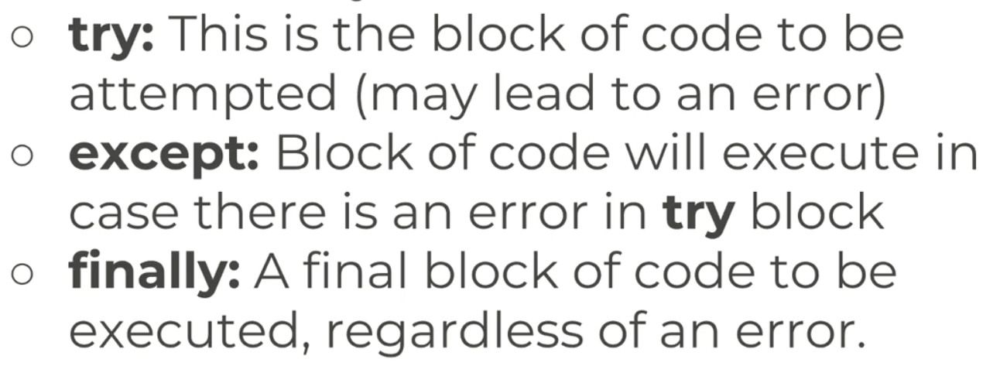 ○ try: This is the block of code to be
attempted (may lead to an error)
○ except: Block of code will execute in
case there is an error in try block
○ finally: A final block of code to be
executed, regardless of an error.